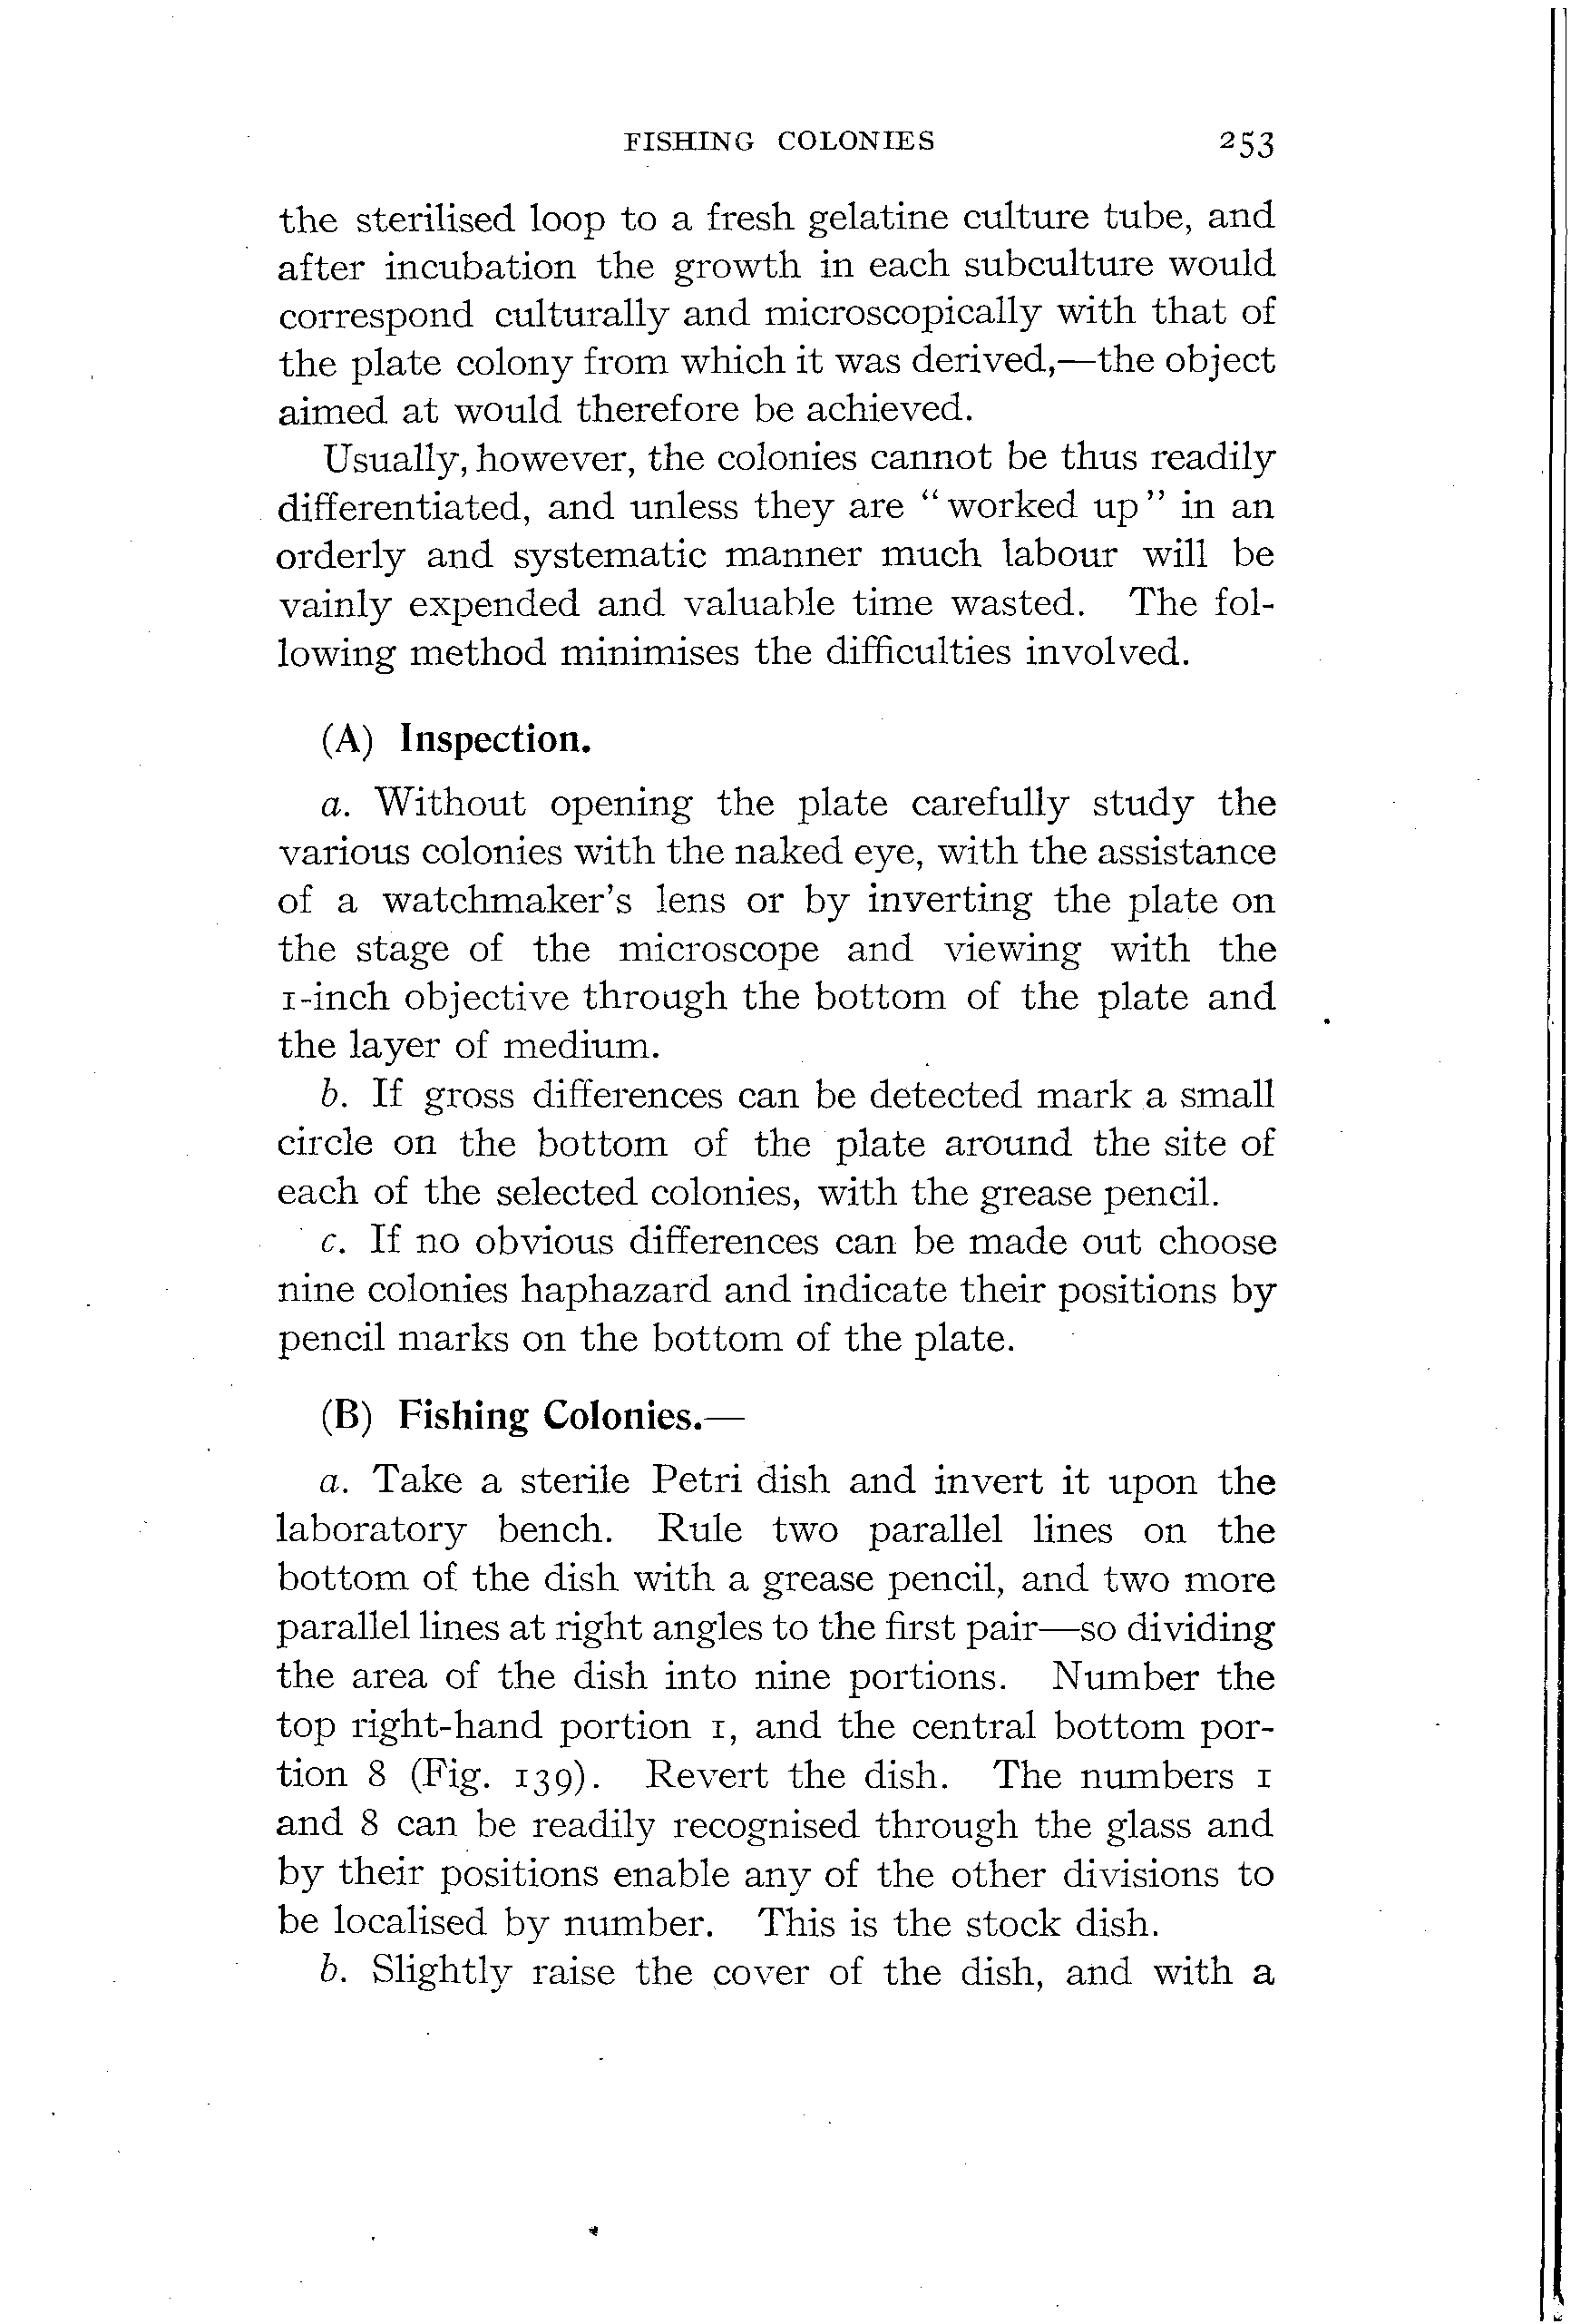 FISHING COLONIES 253
the sterilised loop to a fresh gelatine culture tube, and
after incubation the growth in each subculture would
correspond culturally and microscopically with that of
the plate colony from which it was derived,—the object
aimed at would therefore be achieved.
Usually, however, the colonies cannot be thus readily
differentiated, and unless they are “worked up” in an
orderly and systematic manner much labour will be
vainly expended and valuable time wasted. The fol-
lowing method minimises the difficulties involved.
(A) Inspection.
a. Without opening the plate carefully study the
various colonies with the naked eye, with the assistance
of a watchmaker's lens or by inverting the plate on
the stage of the microscope and viewing with the
1-inch objective through the bottom of the plate and
the layer of medium.
b. If gross differences can be detected mark a small
circle on the bottom of the plate around the site of
each of the selected colonies, with the grease pencil.
c. If no obvious differences can be made out choose
nine colonies haphazard and indicate their positions by
pencil marks on the bottom of the plate.
(B) Fishing Colonies.—
a. Take a sterile Petri dish and invert it upon the
laboratory bench. Rule two parallel lines on the
bottom of the dish with a grease pencil, and two more
parallel lines at right angles to the first pair—so dividing
the area of the dish into nine portions. Number the
top right-hand portion 1, and the central bottom por-
tion 8 (Fig. 139). Revert the dish. The numbers 1
and 8 can be readily recognised through the glass and
by their positions enable any of the other divisions to
be localised by number. This is the stock dish.
b. Slightly raise the cover of the dish, and with a